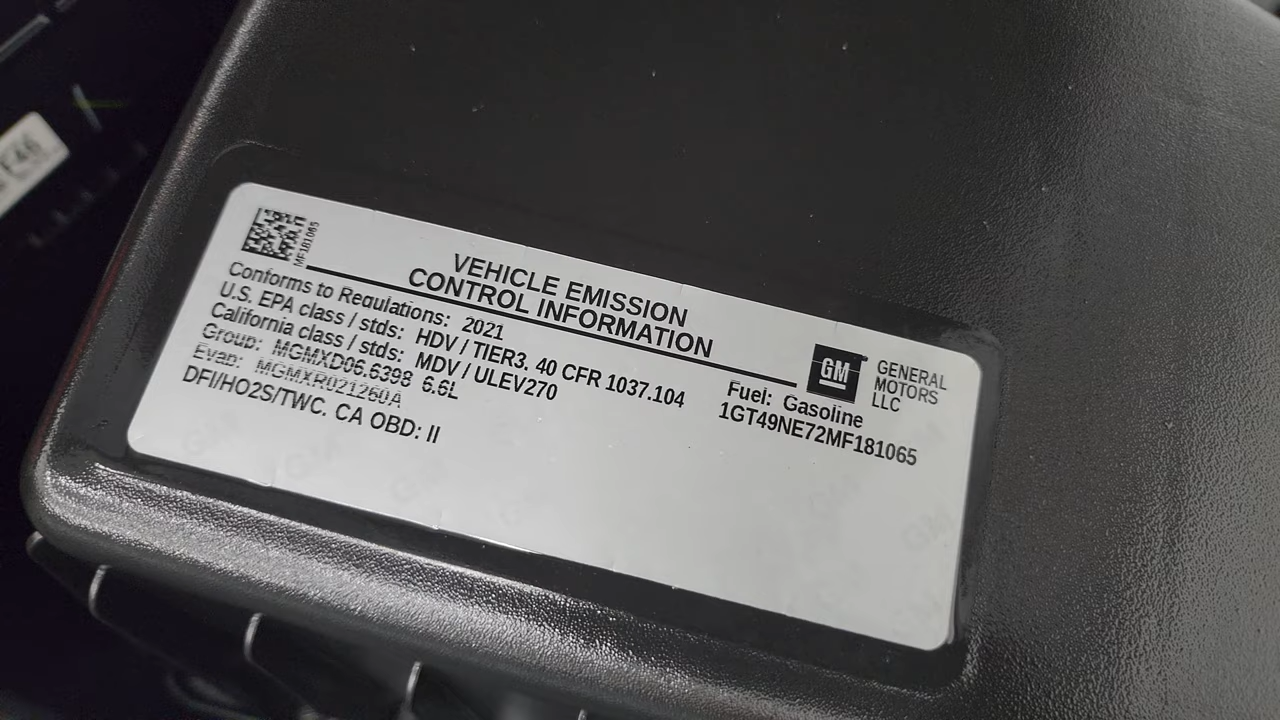 F46
MF181065
VEHICLE EMISSION
CONTROL INFORMATION
Conforms to Regulations: 2021
U.S. EPA class / stds: HDV / TIER3. 40 CFR 1037.104
California class / stds: MDV / ULEV270
Group: MGMXD06.6398 6.6L
Evap: MGMXR021260A
DFI/HO2S/TWC. CA OBD: II
GM
GENERAL
MOTORS
LLC
Fuel: Gasoline
1GT49NE72MF181065